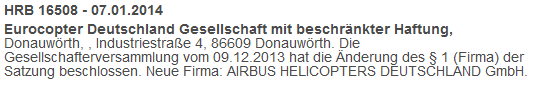 HRB 16508 - 07.01.2014
Eurocopter Deutschland Gesellschaft mit beschränkter Haftung,
Donauwörth, , Industriestraße 4, 86609 Donauwörth. Die
Gesellschafterversammlung vom 09.12.2013 hat die Änderung des § 1 (Firma) der
Satzung beschlossen. Neue Firma: AIRBUS HELICOPTERS DEUTSCHLAND GmbH.